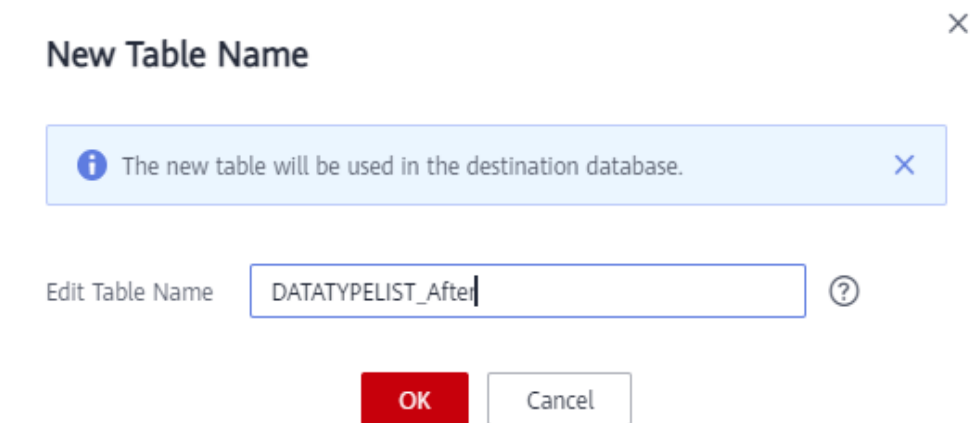 New Table Name
The new table will be used in the destination database.
Edit Table Name DATATYPELIST_After
OK Cancel